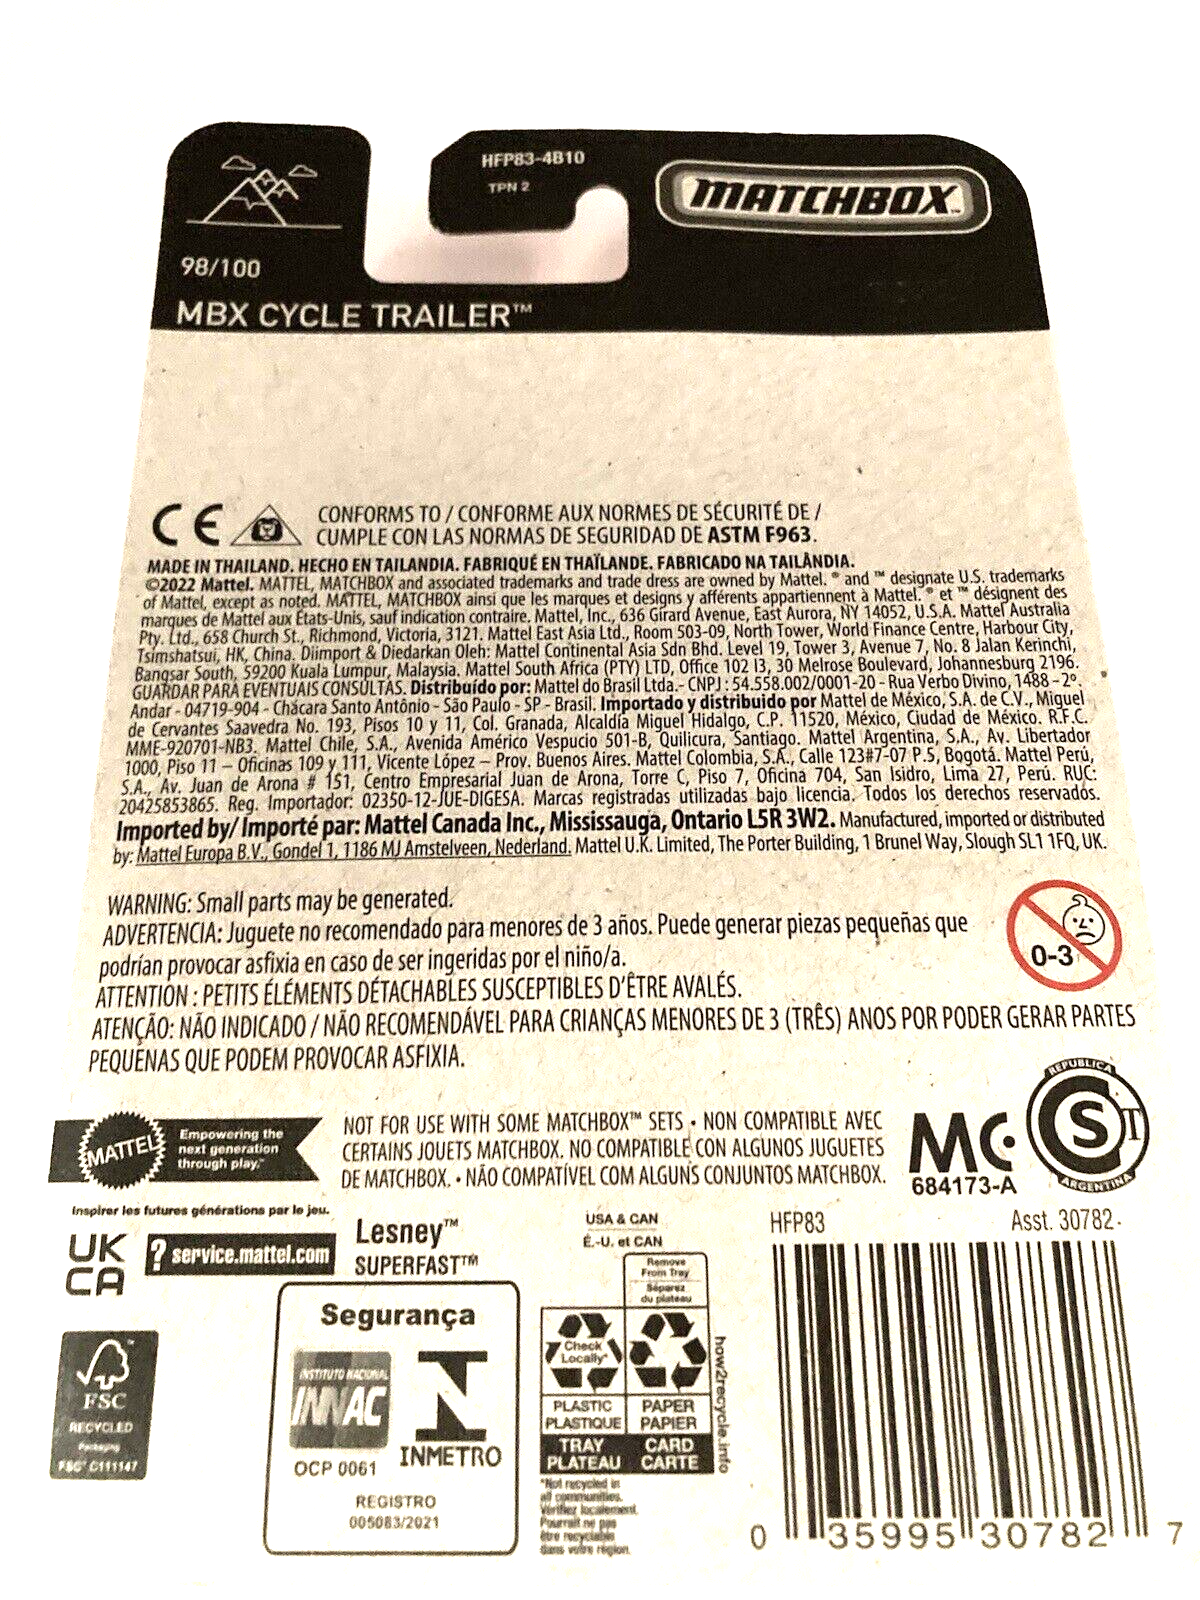 HFP83-4B10
TPN 2
MATCHBOX™
98/100
MBX CYCLE TRAILER™
CE
CONFORMS TO / CONFORME AUX NORMES DE SÉCURITÉ DE /
CUMPLE CON LAS NORMAS DE SEGURIDAD DE ASTM F963.
MADE IN THAILAND. HECHO EN TAILANDIA. FABRIQUÉ EN THAÏLANDE. FABRICADO NA TAILÂNDIA.
©2022 Mattel. MATTEL, MATCHBOX and associated trademarks and trade dress are owned by Mattel. ® and ™ designate U.S. trademarks
of Mattel, except as noted. MATTEL, MATCHBOX ainsi que les marques et designs y afférents appartiennent à Mattel. ® et ™ désignent des
marques de Mattel aux États-Unis, sauf indication contraire. Mattel, Inc., 636 Girard Avenue, East Aurora, NY 14052, U.S.A. Mattel Australia
Pty. Ltd., 658 Church St., Richmond, Victoria, 3121. Mattel East Asia Ltd., Room 503-09, North Tower, World Finance Centre, Harbour City,
Tsimshatsui, HK, China. Diimport & Diedarkan Oleh: Mattel Continental Asia Sdn Bhd. Level 19, Tower 3, Avenue 7, No. 8 Jalan Kerinchi,
Bangsar South, 59200 Kuala Lumpur, Malaysia. Mattel South Africa (PTY) LTD, Office 102 I3, 30 Melrose Boulevard, Johannesburg 2196.
GUARDAR PARA EVENTUAIS CONSULTAS. Distribuído por: Mattel do Brasil Ltda.- CNPJ : 54.558.002/0001-20 - Rua Verbo Divino, 1488 - 2º.
Andar - 04719-904 - Chácara Santo Antônio - São Paulo - SP - Brasil. Importado y distribuido por Mattel de México, S.A. de C.V., Miguel
de Cervantes Saavedra No. 193, Pisos 10 y 11, Col. Granada, Alcaldía Miguel Hidalgo, C.P. 11520, México, Ciudad de México. R.F.C.
MME-920701-NB3. Mattel Chile, S.A., Avenida Américo Vespucio 501-B, Quilicura, Santiago. Mattel Argentina, S.A., Av. Libertador
1000, Piso 11 – Oficinas 109 y 111, Vicente López – Prov. Buenos Aires. Mattel Colombia, S.A., Calle 123#7-07 P.5, Bogotá. Mattel Perú,
S.A., Av. Juan de Arona # 151, Centro Empresarial Juan de Arona, Torre C, Piso 7, Oficina 704, San Isidro, Lima 27, Perú. RUC:
20425853865. Reg. Importador: 02350-12-JUE-DIGESA. Marcas registradas utilizadas bajo licencia. Todos los derechos reservados.
Imported by/ Importé par: Mattel Canada Inc., Mississauga, Ontario L5R 3W2. Manufactured, imported or distributed
by: Mattel Europa B.V., Gondel 1, 1186 MJ Amstelveen, Nederland. Mattel U.K. Limited, The Porter Building, 1 Brunel Way, Slough SL1 1FQ, UK.
WARNING: Small parts may be generated.
ADVERTENCIA: Juguete no recomendado para menores de 3 años. Puede generar piezas pequeñas que
podrían provocar asfixia en caso de ser ingeridas por el niño/a.
ATTENTION : PETITS ÉLÉMENTS DÉTACHABLES SUSCEPTIBLES D'ÊTRE AVALÉS.
ATENÇÃO: NÃO INDICADO / NÃO RECOMENDÁVEL PARA CRIANÇAS MENORES DE 3 (TRÊS) ANOS POR PODER GERAR PARTES
PEQUENAS QUE PODEM PROVOCAR ASFIXIA.
0-3
MATTEL
Empowering the
next generation
through play.™
Inspirer les futures générations par le jeu.
NOT FOR USE WITH SOME MATCHBOX™ SETS • NON COMPATIBLE AVEC
CERTAINS JOUETS MATCHBOX. NO COMPATIBLE CON ALGUNOS JUGUETES
DE MATCHBOX. • NÃO COMPATÍVEL COM ALGUNS CONJUNTOS MATCHBOX.
MC
684173-A
REPUBLICA
CST
ARGENTINA
UK
CA
? service.mattel.com
Lesney™
SUPERFAST™
FSC
RECYCLED
Packaging
FSC® C111147
Segurança
INSTITUTO NACIONAL
INNAC
OCP 0061
INMETRO
REGISTRO
005083/2021
USA & CAN
É.-U. et CAN
Remove
From Tray
Séparez
du plateau
Check
Locally*
PLASTIC
PLASTIQUE
TRAY
PLATEAU
PAPER
PAPIER
CARD
CARTE
how2recycle.info
*Not recycled in
all communities.
Vérifiez localement.
Pourrait ne pas
être recyclable
dans votre région.
HFP83
Asst. 30782
0 35995 30782 7